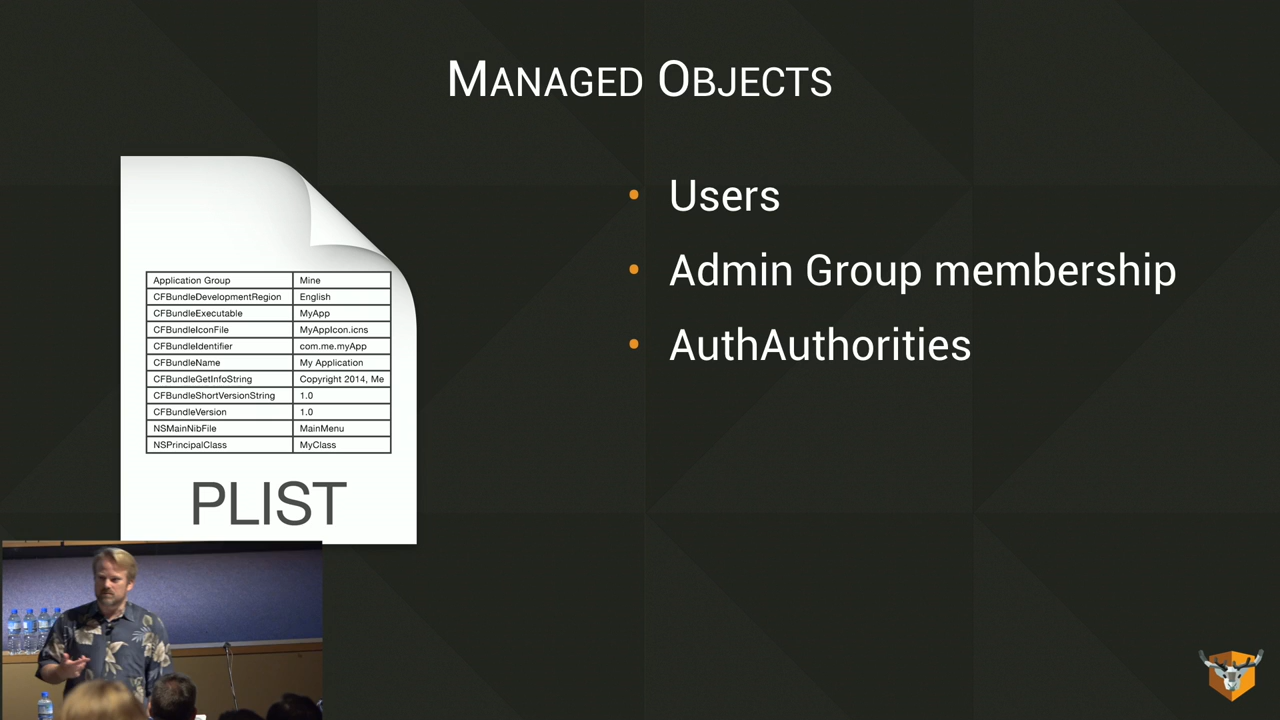 MANAGED OBJECTS
Application Group Mine
CFBundleDevelopmentRegion English
CFBundleExecutable MyApp
CFBundleIconFile MyAppIcon.icns
CFBundleIdentifier com.me.myApp
CFBundleName My Application
CFBundleGetInfoString Copyright 2014, Me
CFBundleShortVersionString 1.0
CFBundleVersion 1.0
NSMainNibFile MainMenu
NSPrincipalClass MyClass
PLIST
• Users
• Admin Group membership
• AuthAuthorities